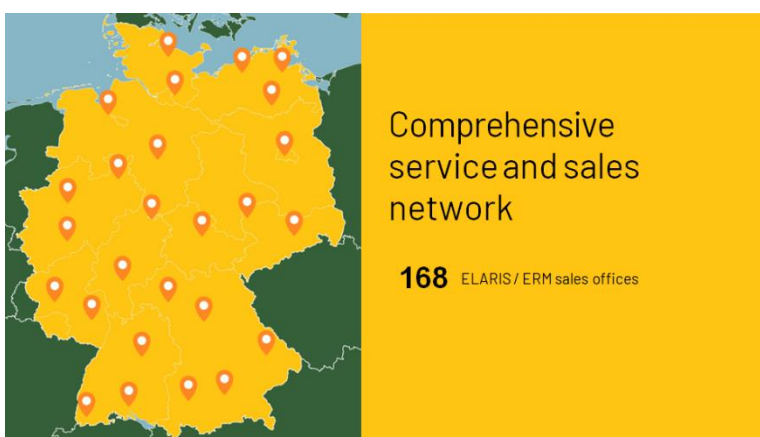 Comprehensive
service and sales
network
168 ELARIS / ERM sales offices